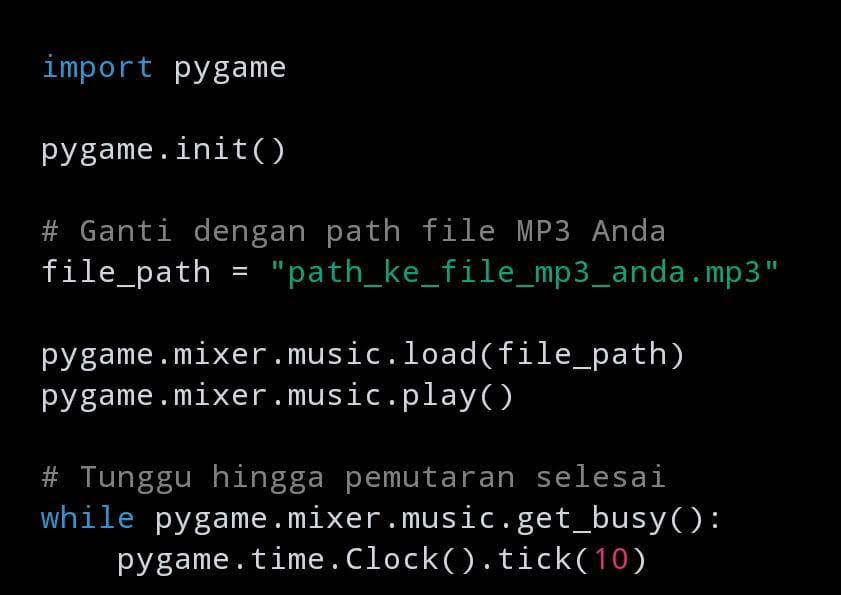 import pygame
pygame.init()
# Ganti dengan path file MP3 Anda
file_path = "path_ke_file_mp3_anda.mp3"
pygame.mixer.music.load(file_path)
pygame.mixer.music.play()
# Tunggu hingga pemutaran selesai
while pygame.mixer.music.get_busy():
    pygame.time.Clock().tick(10)